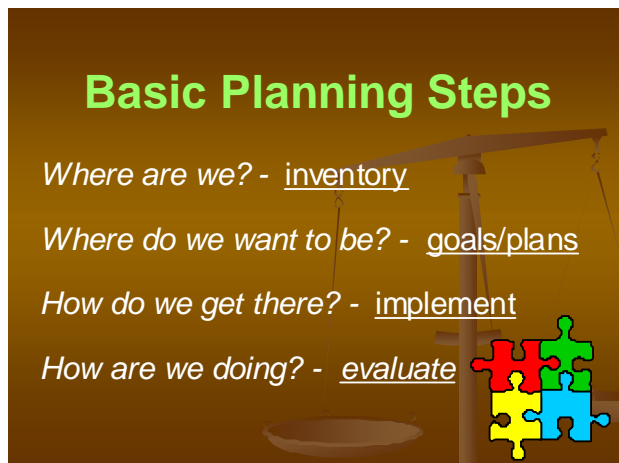 Basic Planning Steps
Where are we? - inventory
Where do we want to be? - goals/plans
How do we get there? - implement
How are we doing? - evaluate